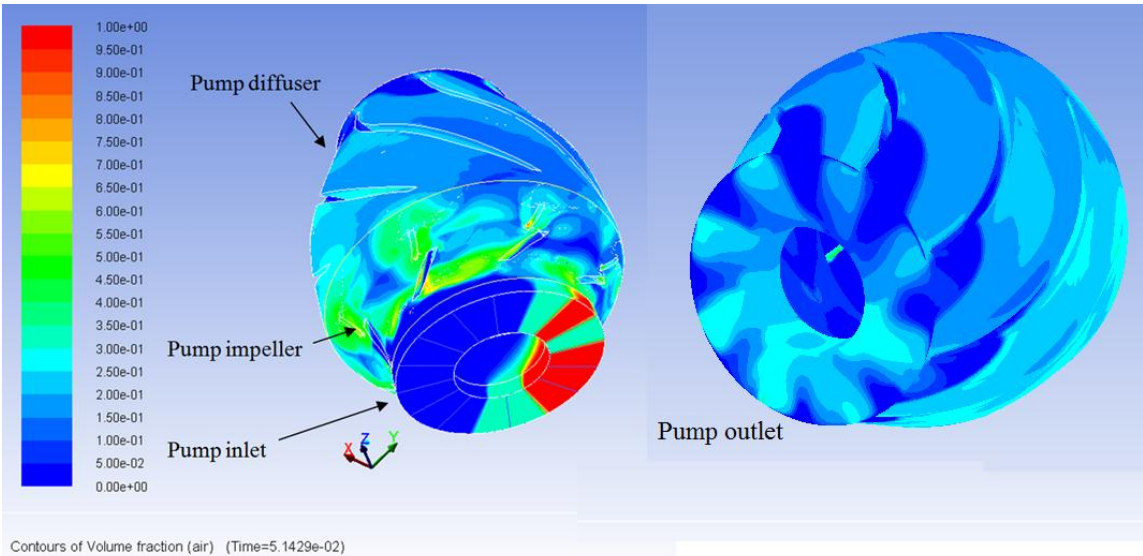 1.00e+00
9.50e-01
9.00e-01
8.50e-01
8.00e-01
7.50e-01
6.50e-01
6.00e-01
5.50e-01
5.00e-01
4.50e-01
4.00e-01
3.50e-01
3.00e-01
2.50e-01
2.00e-01
1.50e-01
1.00e-01
5.00e-02
0.00e+00
Pump diffuser
Pump impeller
Pump inlet
X Z Y
Pump outlet
Contours of Volume fraction (air) (Time=5.1429e-02)